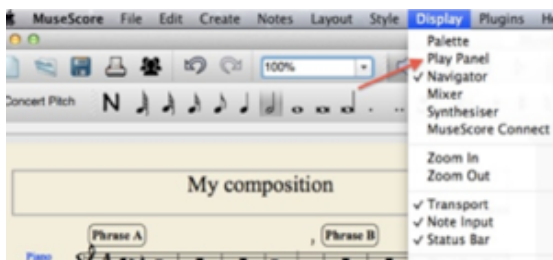 MuseScore File Edit Create Notes Layout Style Display Plugins
100%
Concert Pitch N
Palette
Play Panel
✓ Navigator
Mixer
Synthesiser
MuseScore Connect
Zoom In
Zoom Out
✓ Transport
✓ Note Input
✓ Status Bar
My composition
Phrase A , Phrase B
Piano